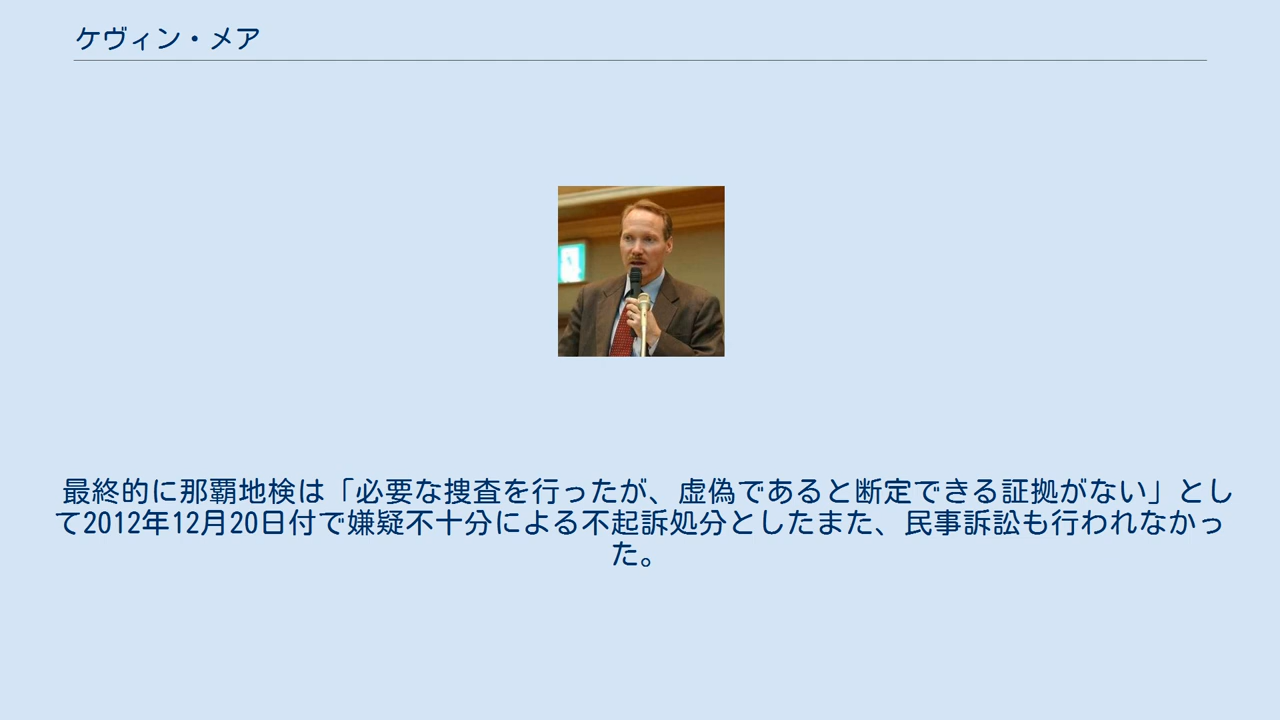 ケヴィン・メア
最終的に那覇地検は「必要な捜査を行ったが、虚偽であると断定できる証拠がない」とし
て2012年12月20日付で嫌疑不十分による不起訴処分としたまた、民事訴訟も行われなかっ
た。